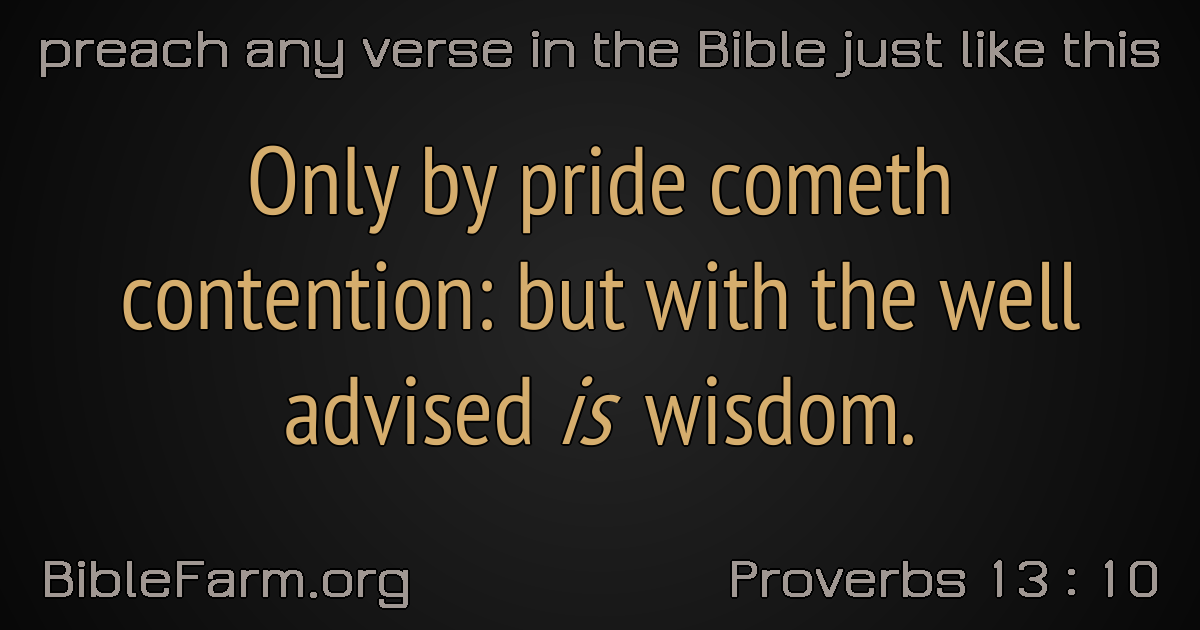 preach any verse in the Bible just like this
Only by pride cometh
contention: but with the well
advised is wisdom.
BibleFarm.org
Proverbs 13 : 10